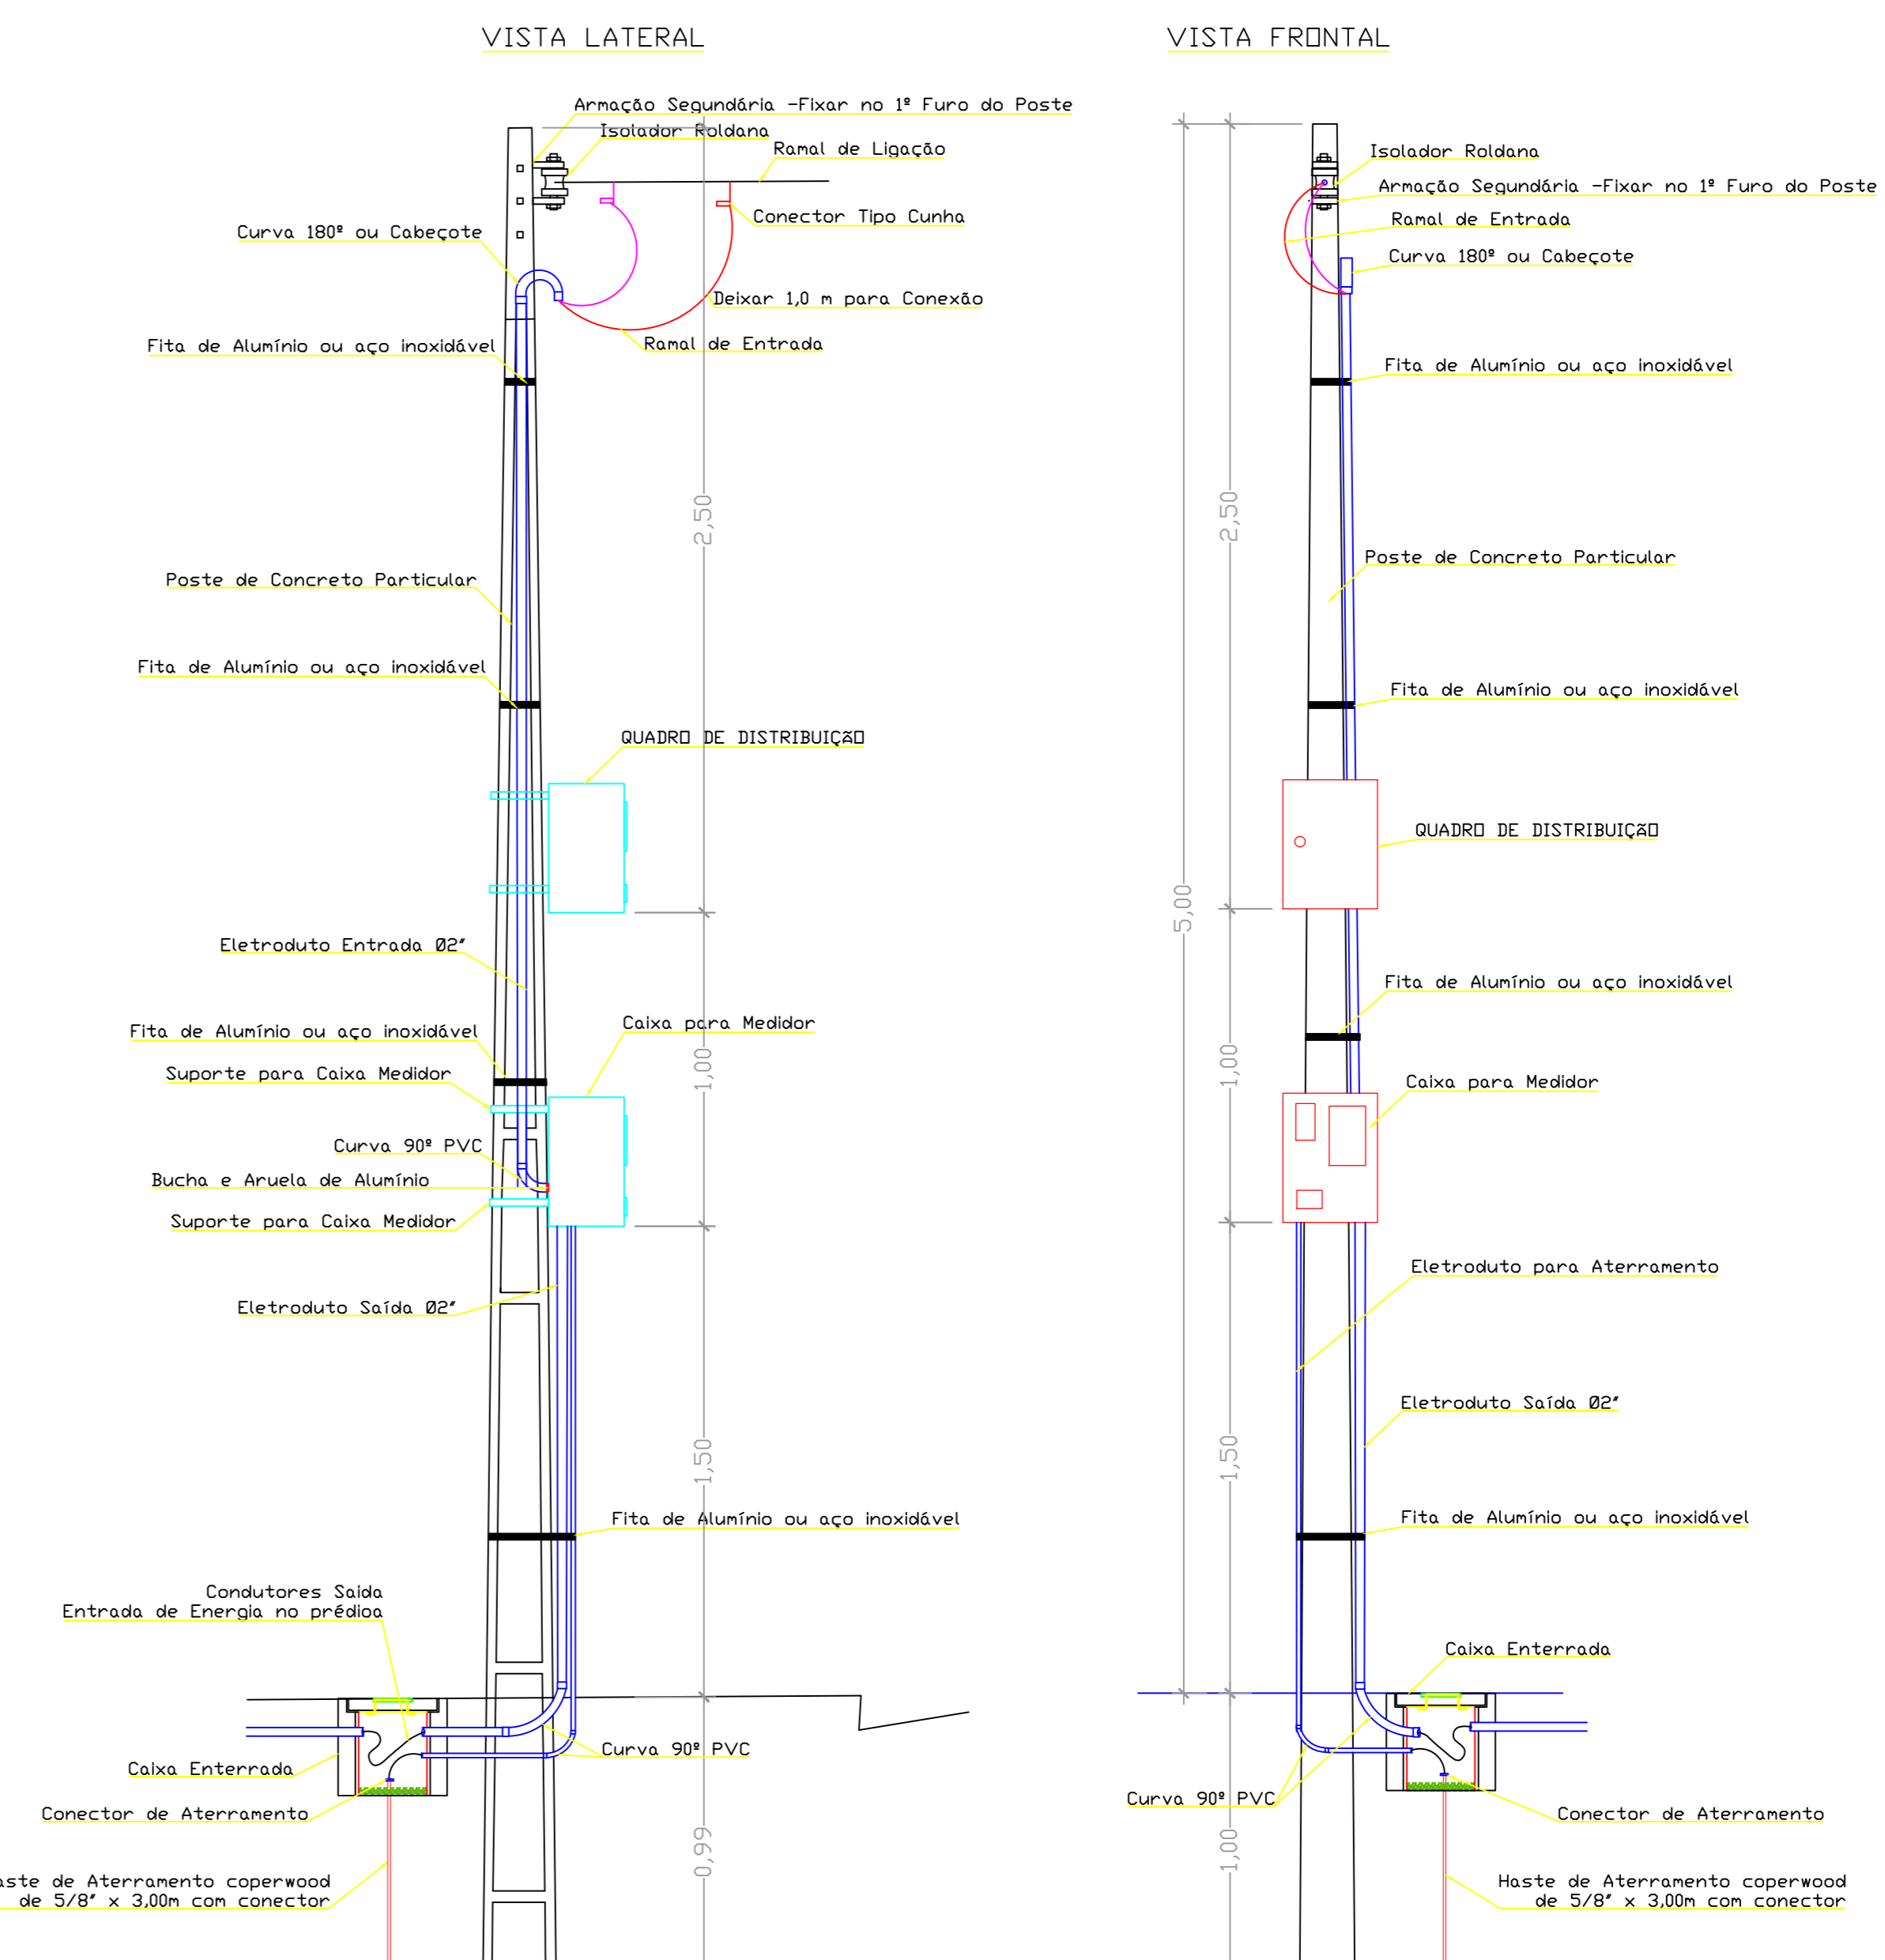 VISTA LATERAL
Armação Segundária -Fixar no 1º Furo do Poste
Isolador Roldana
Ramal de Ligação
Conector Tipo Cunha
Curva 180º ou Cabeçote
Deixar 1,0 m para Conexão
Ramal de Entrada
Fita de Alumínio ou aço inoxidável
2,50
Poste de Concreto Particular
Fita de Alumínio ou aço inoxidável
QUADRO DE DISTRIBUIÇÃO
Eletroduto Entrada Ø2"
Caixa para Medidor
Fita de Alumínio ou aço inoxidável
1,00
Suporte para Caixa Medidor
Curva 90º PVC
Bucha e Aruela de Alumínio
Suporte para Caixa Medidor
Eletroduto Saída Ø2"
1,50
Fita de Alumínio ou aço inoxidável
Condutores Saida
Entrada de Energia no prédioa
Curva 90º PVC
Caixa Enterrada
Conector de Aterramento
0,99
aste de Aterramento coperwood
de 5/8" x 3,00m com conector
VISTA FRONTAL
Isolador Roldana
Armação Segundária -Fixar no 1º Furo do Poste
Ramal de Entrada
Curva 180º ou Cabeçote
Fita de Alumínio ou aço inoxidável
2,50
Poste de Concreto Particular
Fita de Alumínio ou aço inoxidável
QUADRO DE DISTRIBUIÇÃO
5,00
Fita de Alumínio ou aço inoxidável
1,00
Caixa para Medidor
Eletroduto para Aterramento
Eletroduto Saída Ø2"
1,50
Fita de Alumínio ou aço inoxidável
Caixa Enterrada
Curva 90º PVC
Conector de Aterramento
1,00
Haste de Aterramento coperwood
de 5/8" x 3,00m com conector